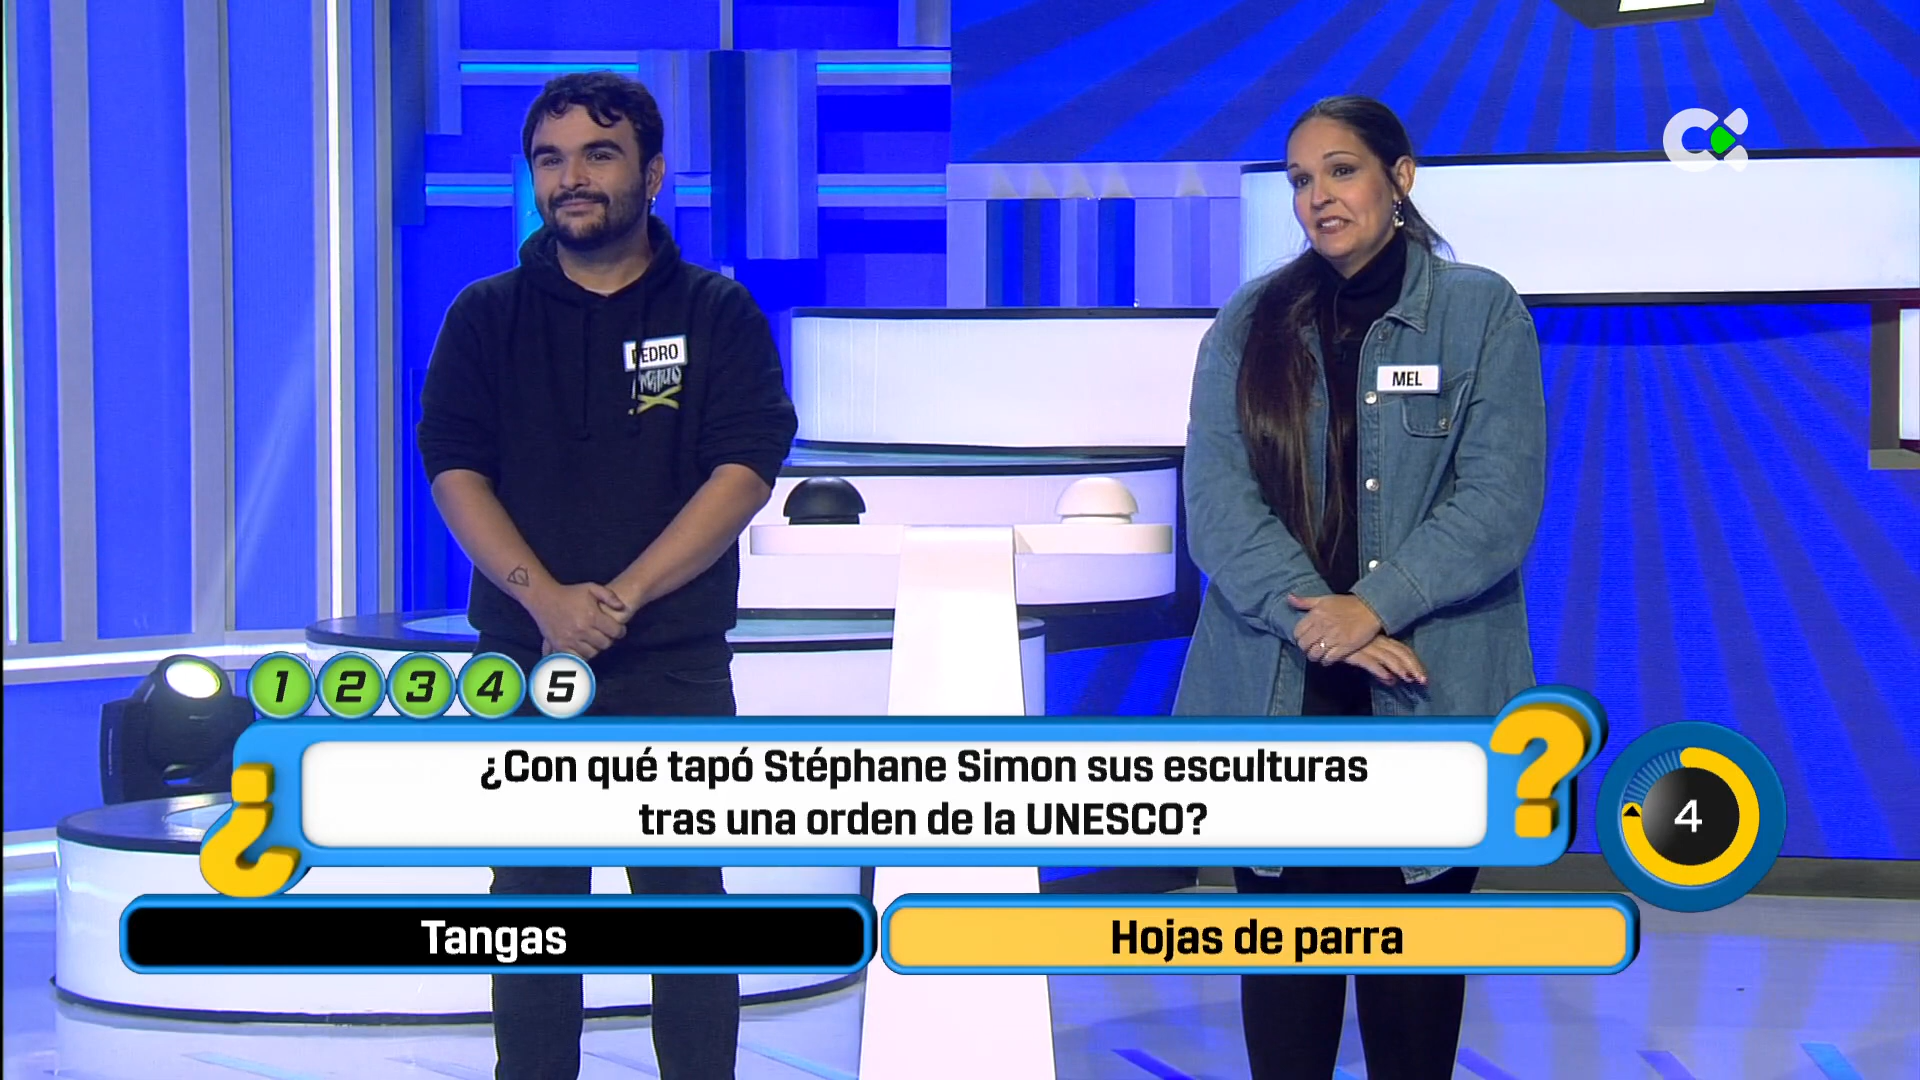 PEDRO
MEL
1 2 3 4 5
¿Con qué tapó Stéphane Simon sus esculturas
tras una orden de la UNESCO?
4
Tangas
Hojas de parra